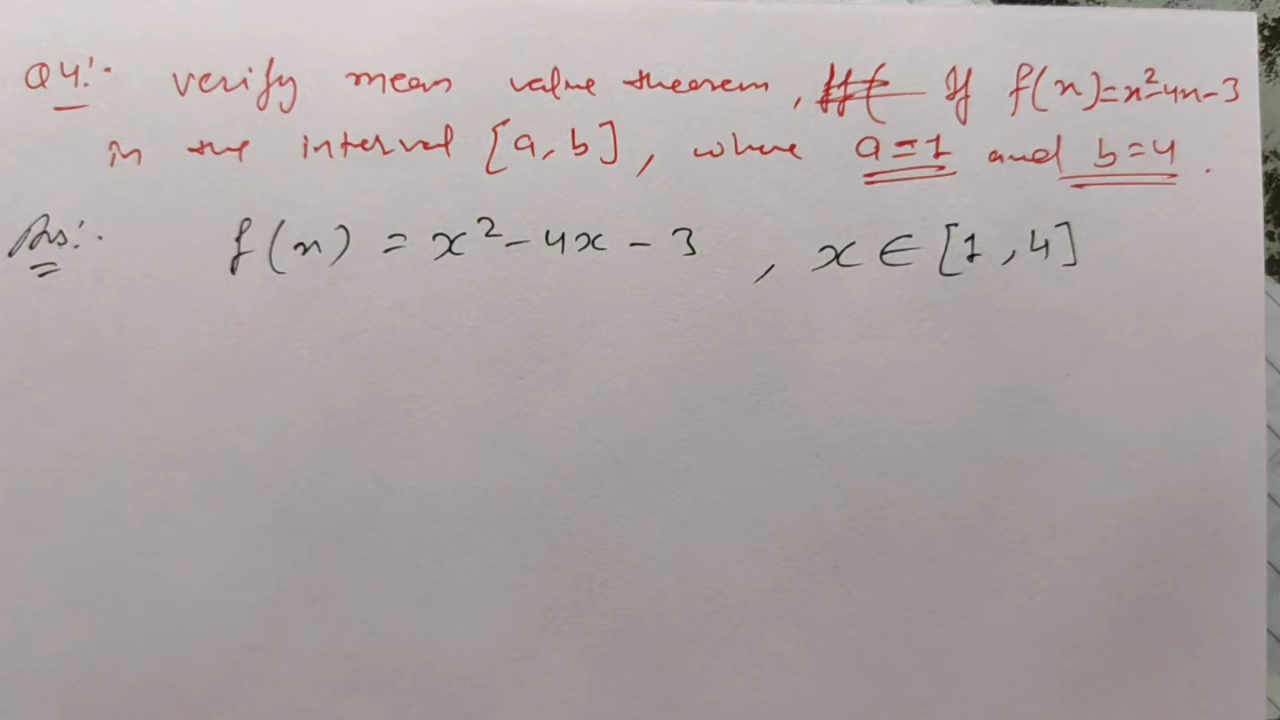 Q4:- verify mean value theorem, If f(x)=x²-4x-3
in the interval [a,b], where a=1 and b=4.
Ans:- f(x) = x²-4x-3 , x∈[1,4]